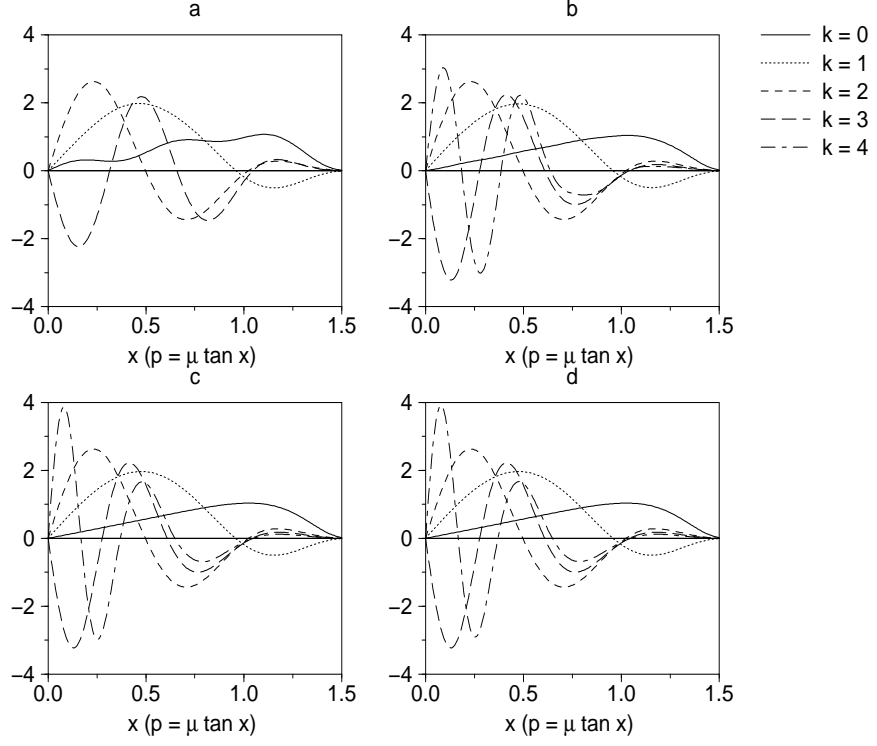 a
b
k = 0
k = 1
k = 2
k = 3
k = 4
4
2
0
−2
−4
0.0
0.5
1.0
1.5
x (p = μ tan x)
4
2
0
−2
−4
0.0
0.5
1.0
1.5
x (p = μ tan x)
c
d
4
2
0
−2
−4
0.0
0.5
1.0
1.5
x (p = μ tan x)
4
2
0
−2
−4
0.0
0.5
1.0
1.5
x (p = μ tan x)